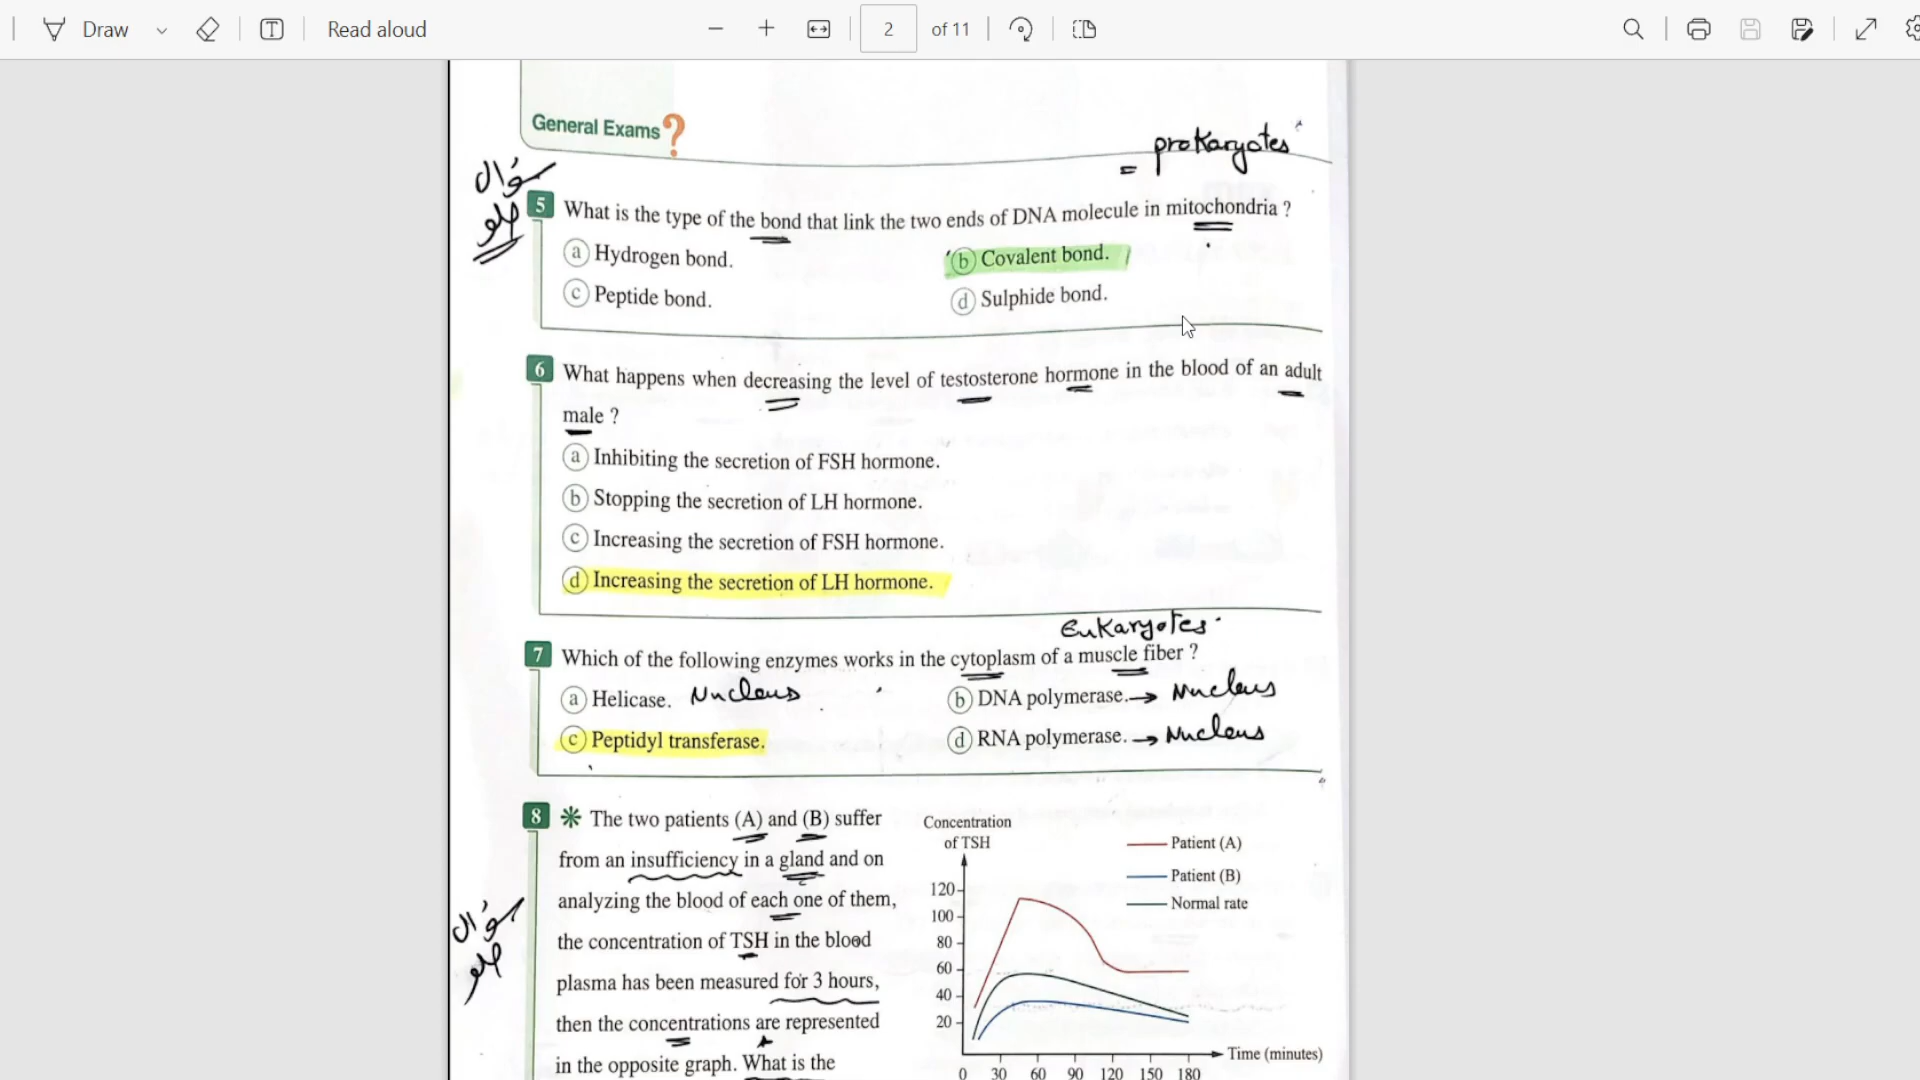 Draw
Read aloud
2
of 11
General Exams ?
= prokaryotes
سؤال
حلو
5 What is the type of the bond that link the two ends of DNA molecule in mitochondria ?
a Hydrogen bond.
b Covalent bond.
c Peptide bond.
d Sulphide bond.
6 What happens when decreasing the level of testosterone hormone in the blood of an adult
male ?
a Inhibiting the secretion of FSH hormone.
b Stopping the secretion of LH hormone.
c Increasing the secretion of FSH hormone.
d Increasing the secretion of LH hormone.
Eukaryotes
7 Which of the following enzymes works in the cytoplasm of a muscle fiber ?
a Helicase. Nucleus
b DNA polymerase. → Nucleus
c Peptidyl transferase.
d RNA polymerase. → Nucleus
سؤال
حلو
8 * The two patients (A) and (B) suffer
from an insufficiency in a gland and on
analyzing the blood of each one of them,
the concentration of TSH in the blood
plasma has been measured for 3 hours,
then the concentrations are represented
in the opposite graph. What is the
Concentration
of TSH
Patient (A)
Patient (B)
Normal rate
120
100
80
60
40
20
Time (minutes)
0 30 60 90 120 150 180